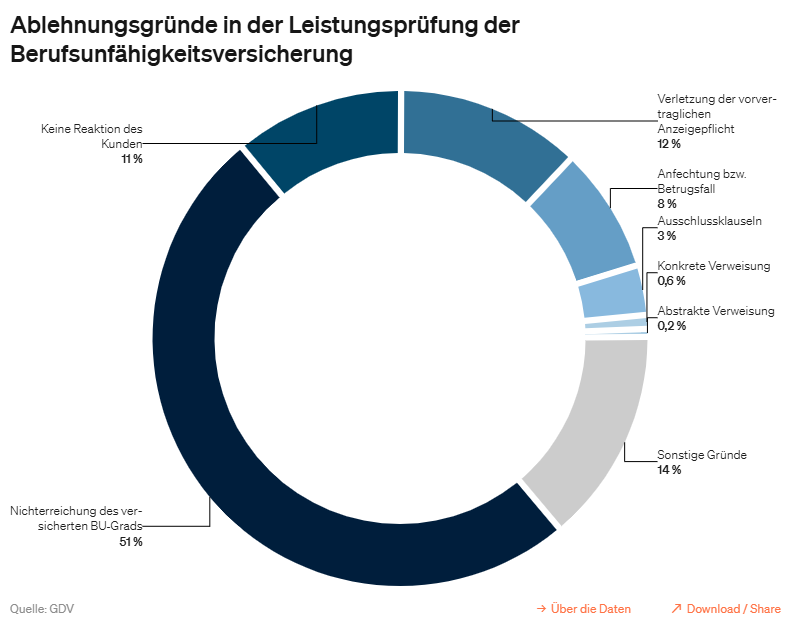 Ablehnungsgründe in der Leistungsprüfung der
Berufsunfähigkeitsversicherung
Verletzung der vorver-
traglichen
Anzeigepflicht
12 %
Anfechtung bzw.
Betrugsfall
8 %
Ausschlussklauseln
3 %
Konkrete Verweisung
0,6 %
Abstrakte Verweisung
0,2 %
Sonstige Gründe
14 %
Nichterreichung des ver-
sicherten BU-Grads
51 %
Keine Reaktion des
Kunden
11 %
Quelle: GDV
→ Über die Daten
↗ Download / Share